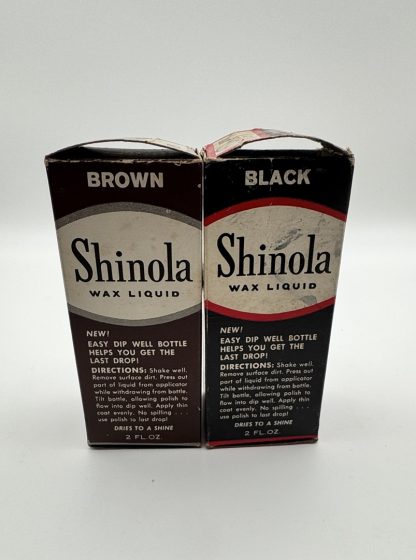 BROWN
Shinola
WAX LIQUID
NEW!
EASY DIP WELL BOTTLE
HELPS YOU GET THE
LAST DROP!
DIRECTIONS: Shake well.
Remove surface dirt. Press out
part of liquid from applicator
while withdrawing from bottle.
Tilt bottle, allowing polish to
flow into dip well. Apply thin
coat evenly. No spilling . . .
use polish to last drop!
DRIES TO A SHINE
2 FL.OZ.
BLACK
Shinola
WAX LIQUID
NEW!
EASY DIP WELL BOTTLE
HELPS YOU GET THE
LAST DROP!
DIRECTIONS: Shake well.
Remove surface dirt. Press out
part of liquid from applicator
while withdrawing from bottle.
Tilt bottle, allowing polish to
flow into dip well. Apply thin
coat evenly. No spilling . . .
use polish to last drop!
DRIES TO A SHINE
2 FL.OZ.